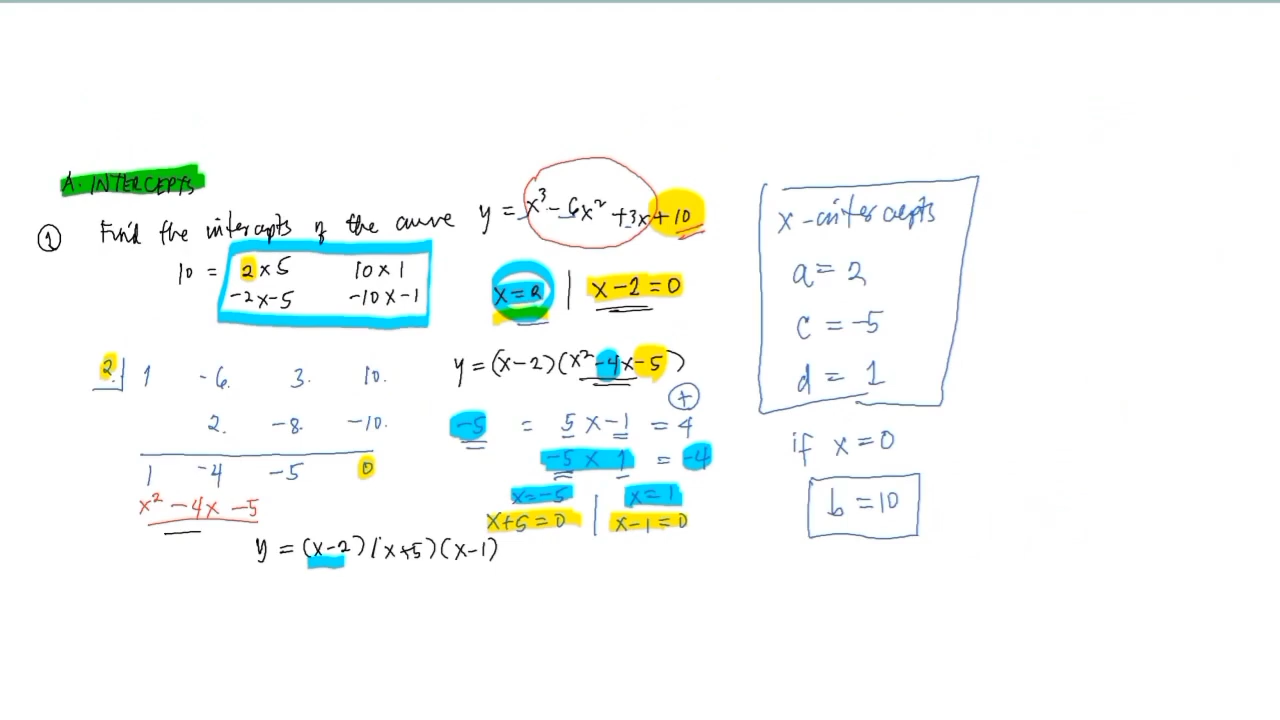 A. INTERCEPTS
① Find the intercepts of the curve y = x³ - 6x² + 3x + 10
10 = 2 x 5 10 x 1
-2 x -5 -10 x -1
x = 2 | x - 2 = 0
2 | 1 -6. 3. 10.
2. -8. -10.
1 -4 -5 0
x² - 4x - 5
y = (x-2)(x² - 4x - 5)
(+)
-5 = 5 x -1 = 4
-5 x 1 = -4
x = -5 | x = 1
x+5 = 0 | x-1 = 0
y = (x-2)(x+5)(x-1)
x-intercepts
a = 2
c = -5
d = 1
if x = 0
b = 10